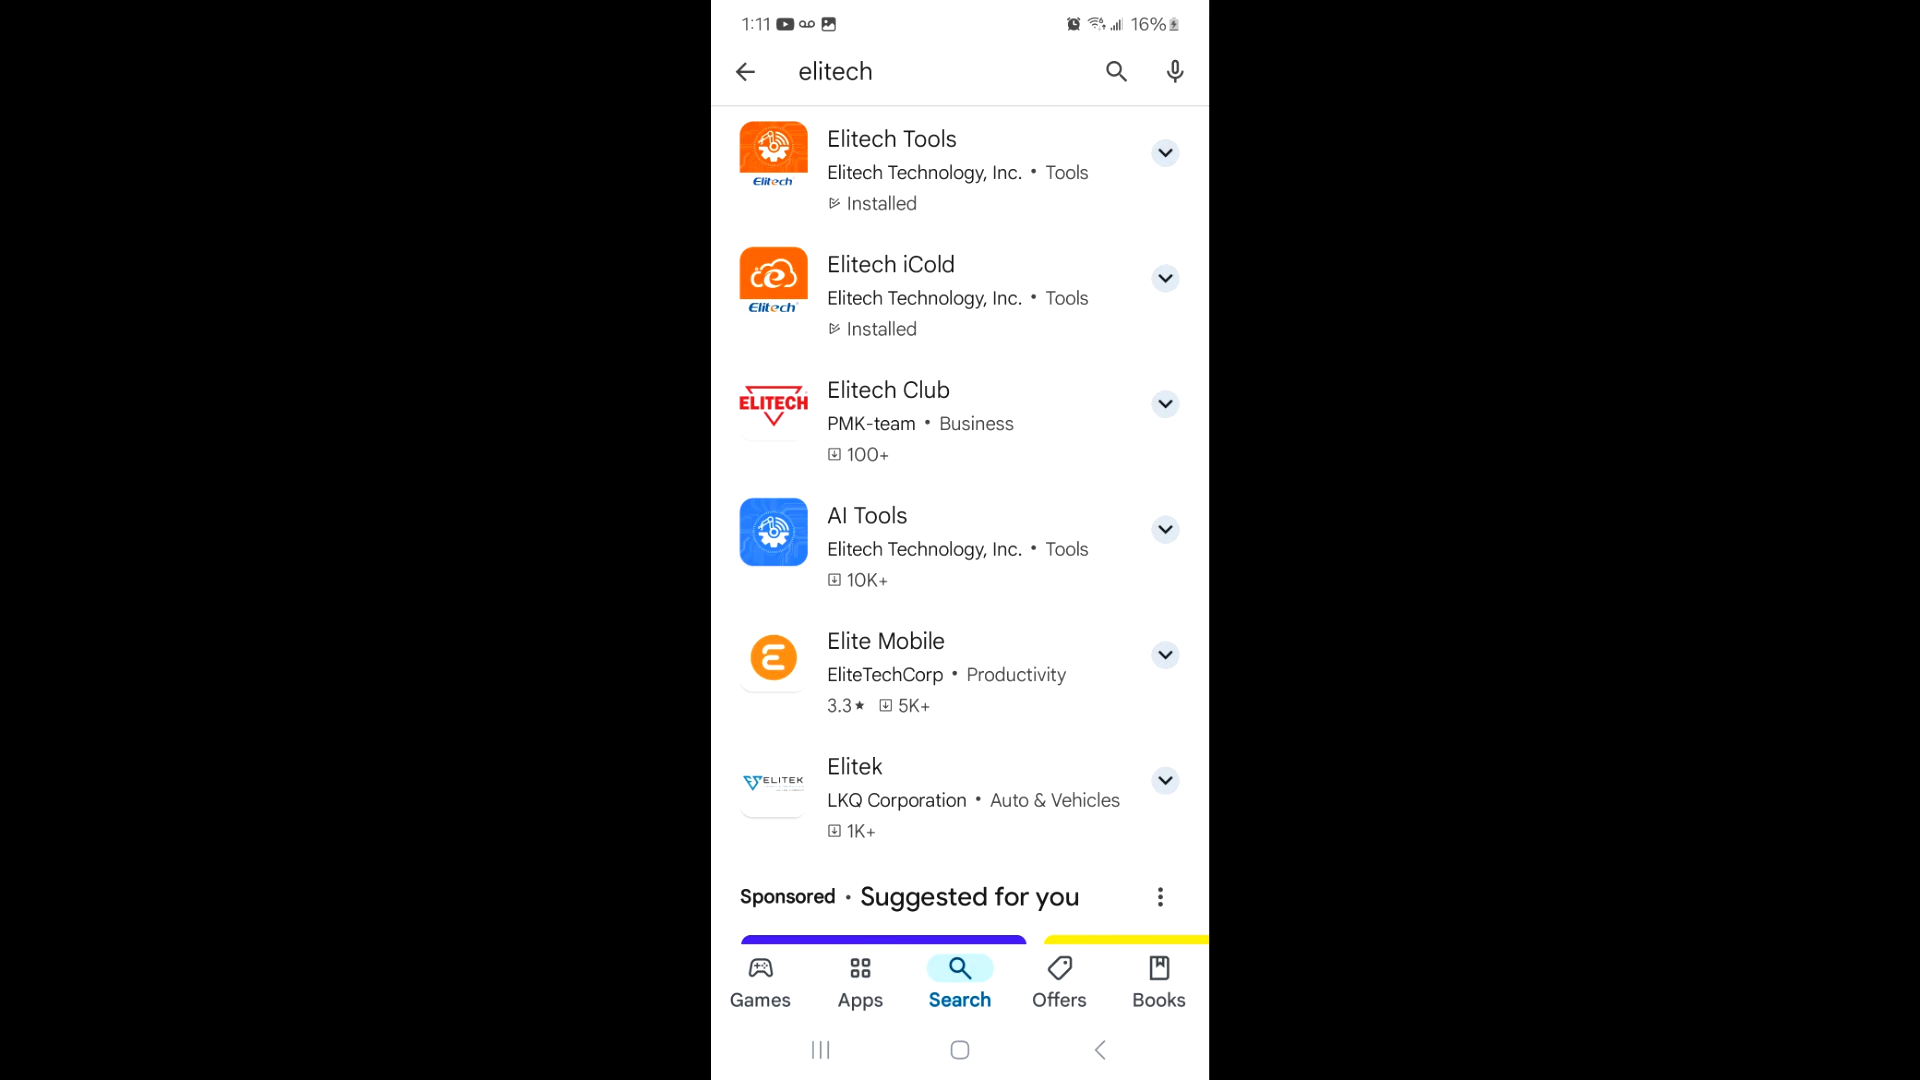 1:11
16%
elitech
Elitech Tools
Elitech Technology, Inc. • Tools
Installed
Elitech
Elitech iCold
Elitech Technology, Inc. • Tools
Installed
Elitech
Elitech Club
PMK-team • Business
100+
ELITECH
AI Tools
Elitech Technology, Inc. • Tools
10K+
Elite Mobile
EliteTechCorp • Productivity
3.3★ 5K+
Elitek
LKQ Corporation • Auto & Vehicles
1K+
ELITEK
Sponsored • Suggested for you
Games
Apps
Search
Offers
Books